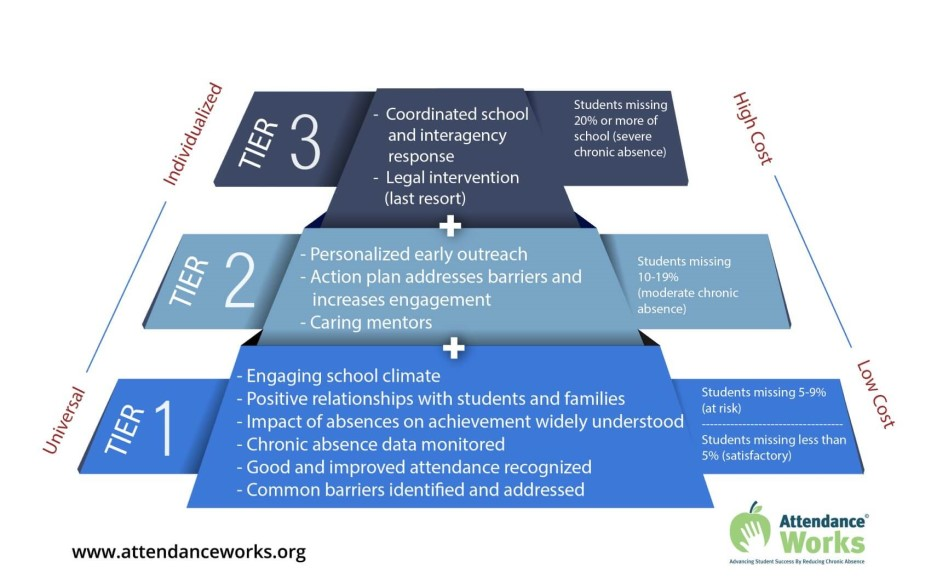 Individualized
High Cost
TIER 3
- Coordinated school
and interagency
response
- Legal intervention
(last resort)
Students missing
20% or more of
school (severe
chronic absence)
+
TIER 2
- Personalized early outreach
- Action plan addresses barriers and
increases engagement
- Caring mentors
Students missing
10-19%
(moderate chronic
absence)
+
Universal
Low Cost
TIER 1
- Engaging school climate
- Positive relationships with students and families
- Impact of absences on achievement widely understood
- Chronic absence data monitored
- Good and improved attendance recognized
- Common barriers identified and addressed
Students missing 5-9%
(at risk)
Students missing less than
5% (satisfactory)
www.attendanceworks.org
Attendance®
Works
Advancing Student Success By Reducing Chronic Absence